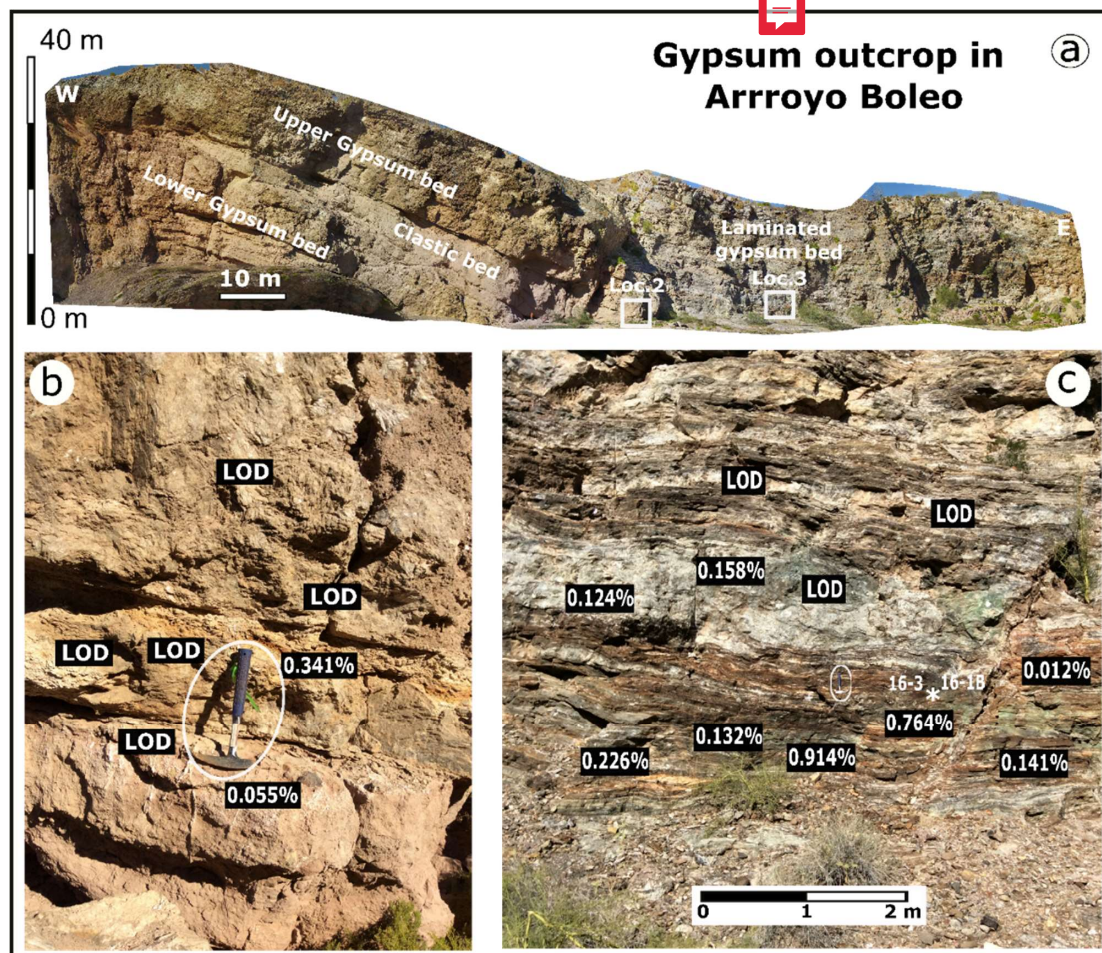 40 m
Gypsum outcrop in
Arrroyo Boleo
a
W
Upper Gypsum bed
Lower Gypsum bed
Clastic bed
Laminated
gypsum bed
E
10 m
Loc.2
Loc.3
0 m
b
LOD
LOD
LOD
LOD
0.341%
LOD
0.055%
c
LOD
LOD
0.158%
0.124%
LOD
16-3
16-1B
*
0.012%
0.764%
0.132%
0.226%
0.914%
0.141%
0 1 2 m